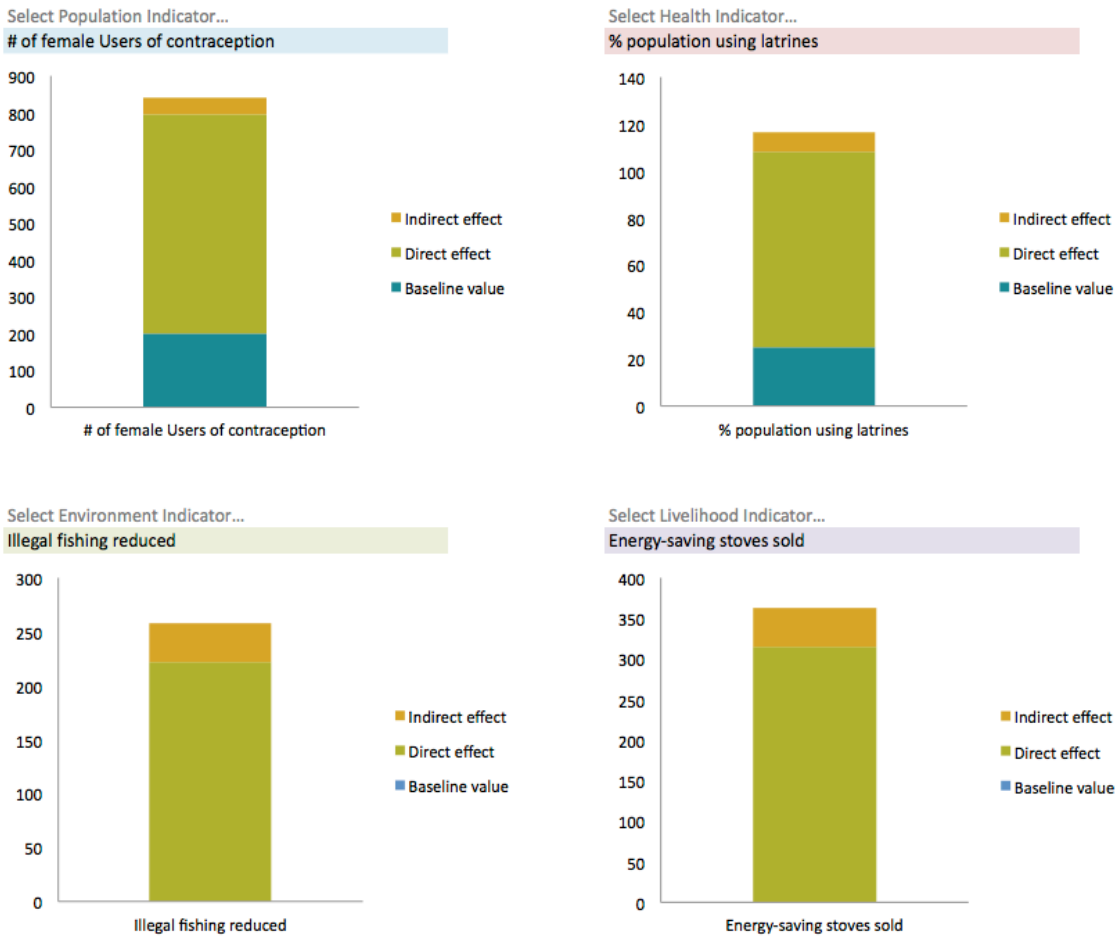 Select Population Indicator...
# of female Users of contraception
900
800
700
600
500
400
300
200
100
0
# of female Users of contraception
Indirect effect
Direct effect
Baseline value
Select Health Indicator...
% population using latrines
140
120
100
80
60
40
20
0
% population using latrines
Indirect effect
Direct effect
Baseline value
Select Environment Indicator...
Illegal fishing reduced
300
250
200
150
100
50
0
Illegal fishing reduced
Indirect effect
Direct effect
Baseline value
Select Livelihood Indicator...
Energy-saving stoves sold
400
350
300
250
200
150
100
50
0
Energy-saving stoves sold
Indirect effect
Direct effect
Baseline value